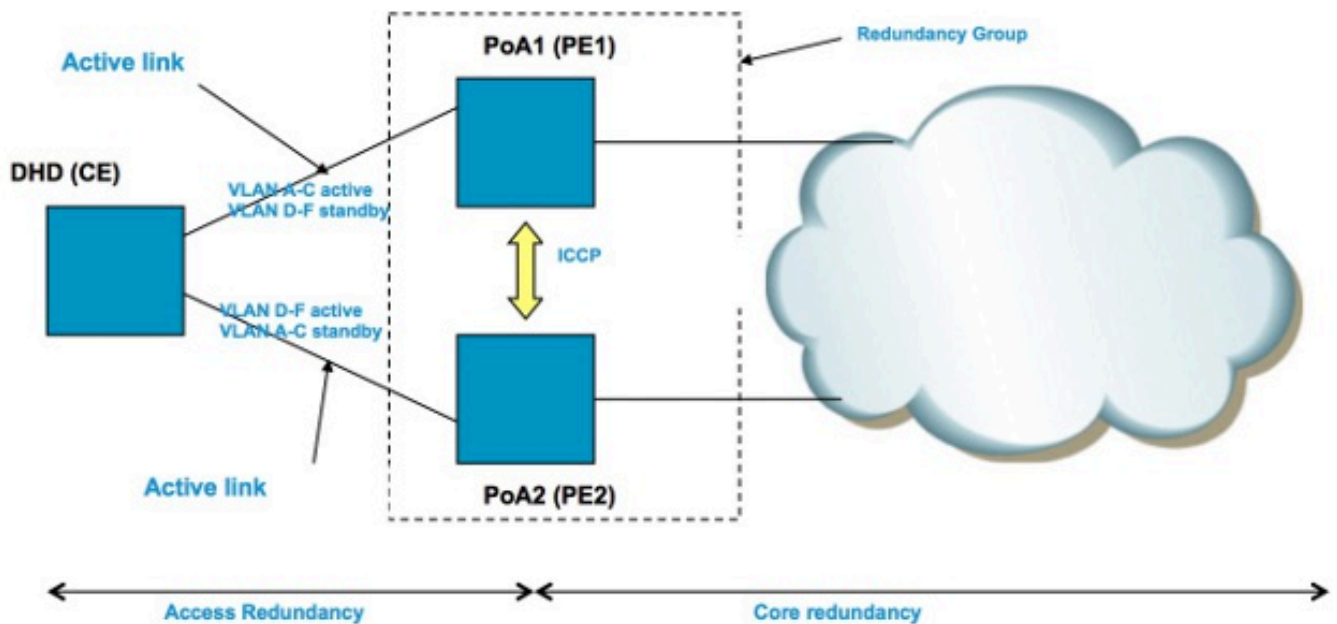 PoA1 (PE1)
Redundancy Group
Active link
DHD (CE)
VLAN A-C active
VLAN D-F standby
ICCP
VLAN D-F active
VLAN A-C standby
Active link
PoA2 (PE2)
Access Redundancy
Core redundancy